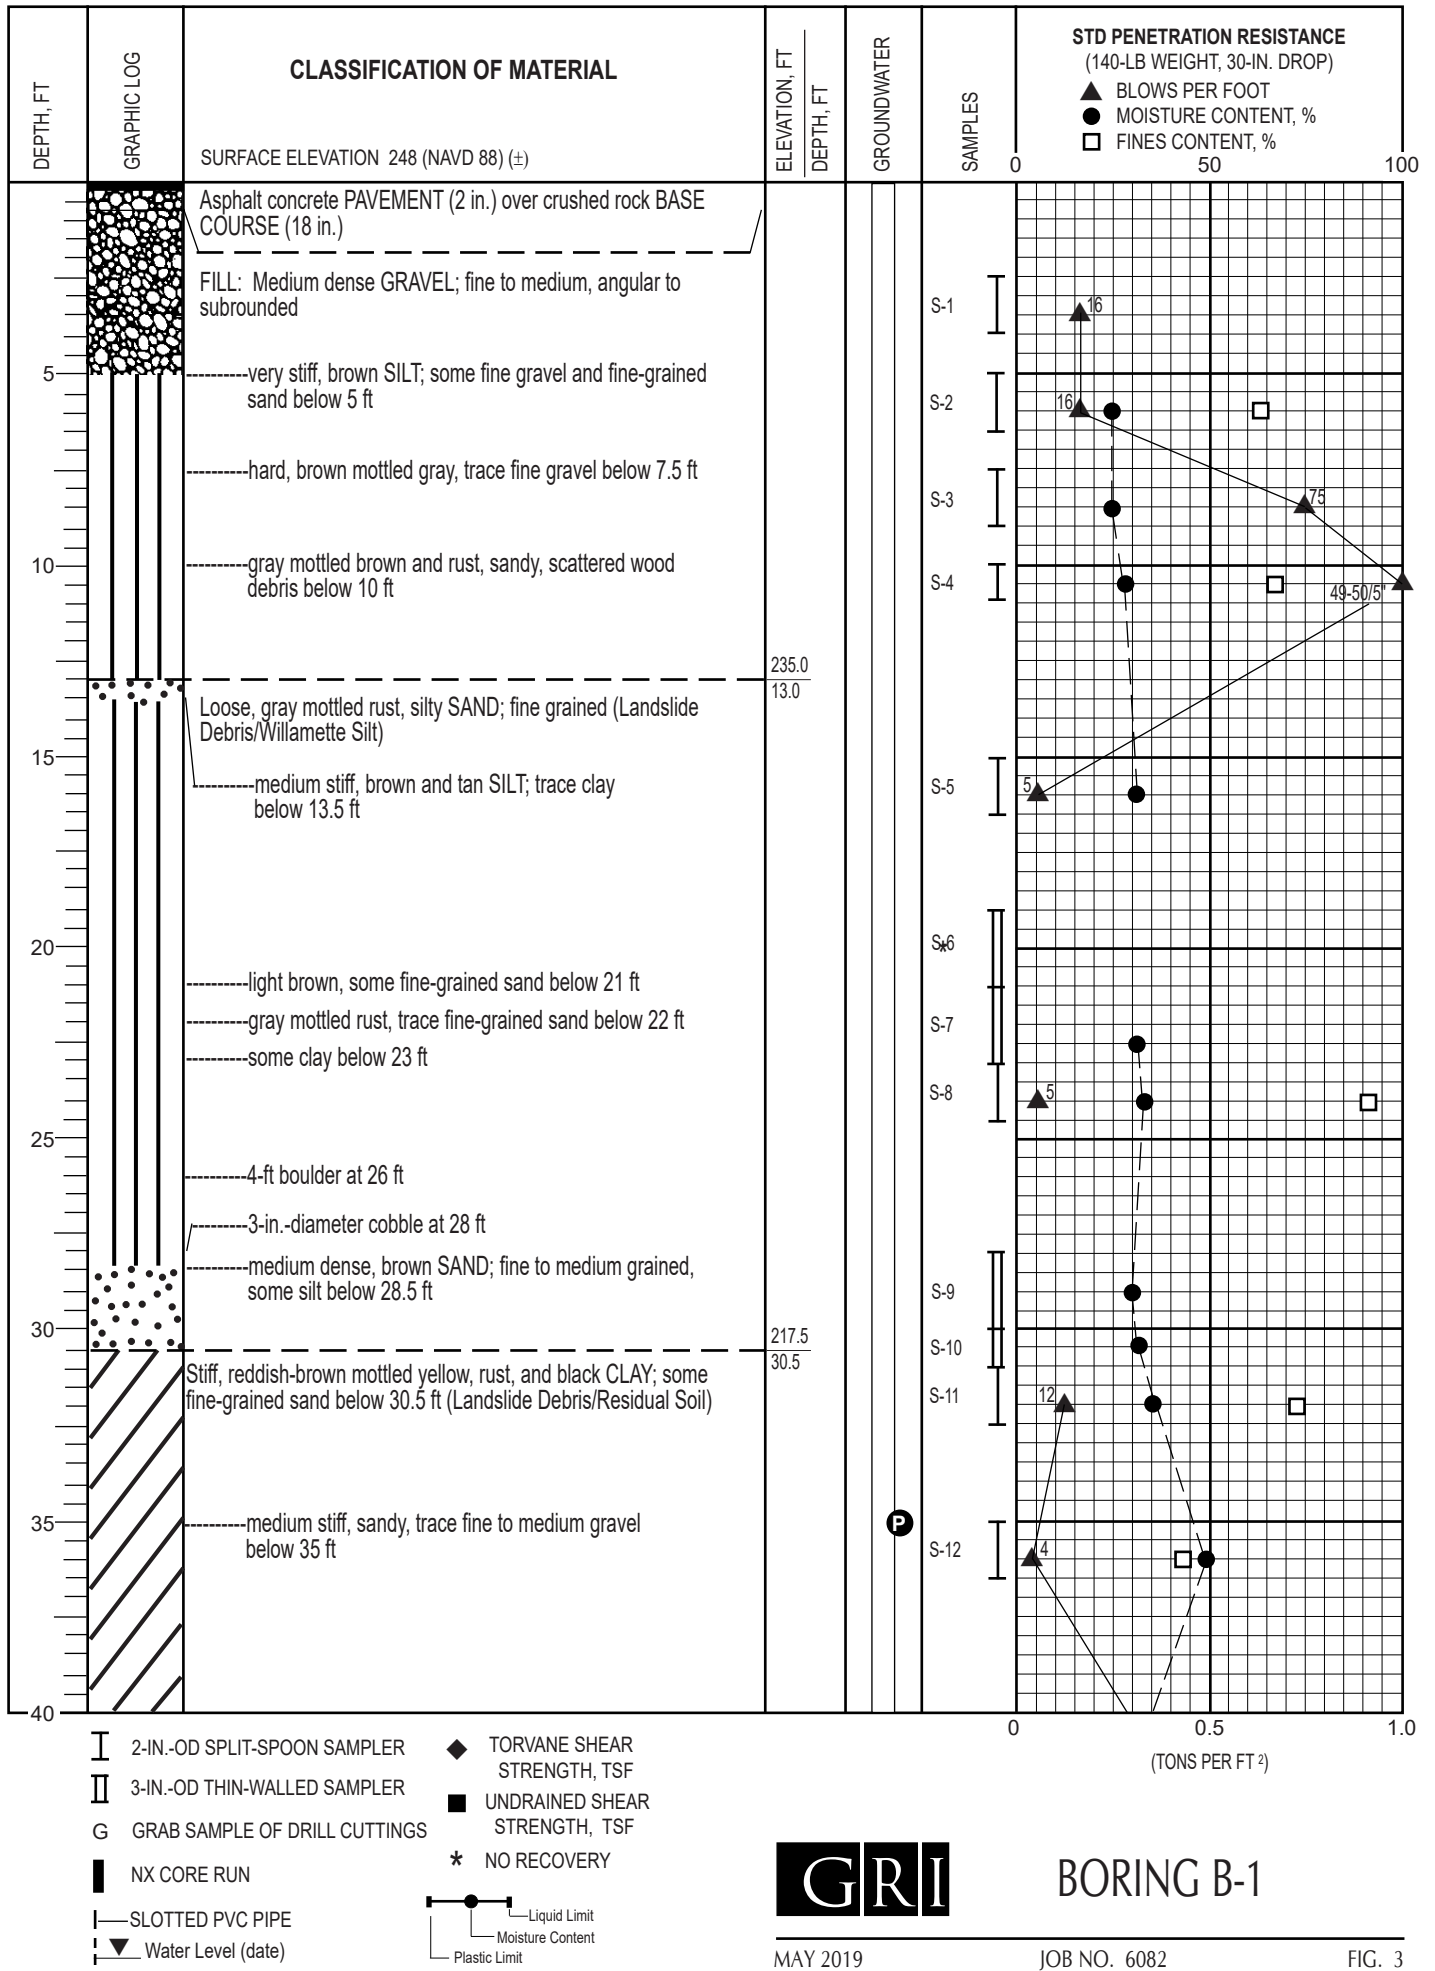 DEPTH, FT
GRAPHIC LOG
CLASSIFICATION OF MATERIAL
SURFACE ELEVATION 248 (NAVD 88) (±)
ELEVATION, FT
DEPTH, FT
GROUNDWATER
SAMPLES
STD PENETRATION RESISTANCE
(140-LB WEIGHT, 30-IN. DROP)
BLOWS PER FOOT
MOISTURE CONTENT, %
FINES CONTENT, %
0 50 100
Asphalt concrete PAVEMENT (2 in.) over crushed rock BASE
COURSE (18 in.)
FILL: Medium dense GRAVEL; fine to medium, angular to
subrounded
S-1
16
5
very stiff, brown SILT; some fine gravel and fine-grained
sand below 5 ft
S-2
16
hard, brown mottled gray, trace fine gravel below 7.5 ft
S-3
75
10
gray mottled brown and rust, sandy, scattered wood
debris below 10 ft
S-4
49-50/5"
235.0
13.0
Loose, gray mottled rust, silty SAND; fine grained (Landslide
Debris/Willamette Silt)
15
medium stiff, brown and tan SILT; trace clay
below 13.5 ft
S-5
5
20
S-6
*
light brown, some fine-grained sand below 21 ft
gray mottled rust, trace fine-grained sand below 22 ft
S-7
some clay below 23 ft
S-8
5
25
4-ft boulder at 26 ft
3-in.-diameter cobble at 28 ft
medium dense, brown SAND; fine to medium grained,
some silt below 28.5 ft
S-9
30
217.5
30.5
S-10
Stiff, reddish-brown mottled yellow, rust, and black CLAY; some
fine-grained sand below 30.5 ft (Landslide Debris/Residual Soil)
S-11
12
35
medium stiff, sandy, trace fine to medium gravel
below 35 ft
P
S-12
4
40
0 0.5 1.0
(TONS PER FT 2)
2-IN.-OD SPLIT-SPOON SAMPLER
3-IN.-OD THIN-WALLED SAMPLER
G GRAB SAMPLE OF DRILL CUTTINGS
NX CORE RUN
SLOTTED PVC PIPE
Water Level (date)
TORVANE SHEAR
STRENGTH, TSF
UNDRAINED SHEAR
STRENGTH, TSF
* NO RECOVERY
Liquid Limit
Moisture Content
Plastic Limit
GRI
BORING B-1
MAY 2019 JOB NO. 6082 FIG. 3